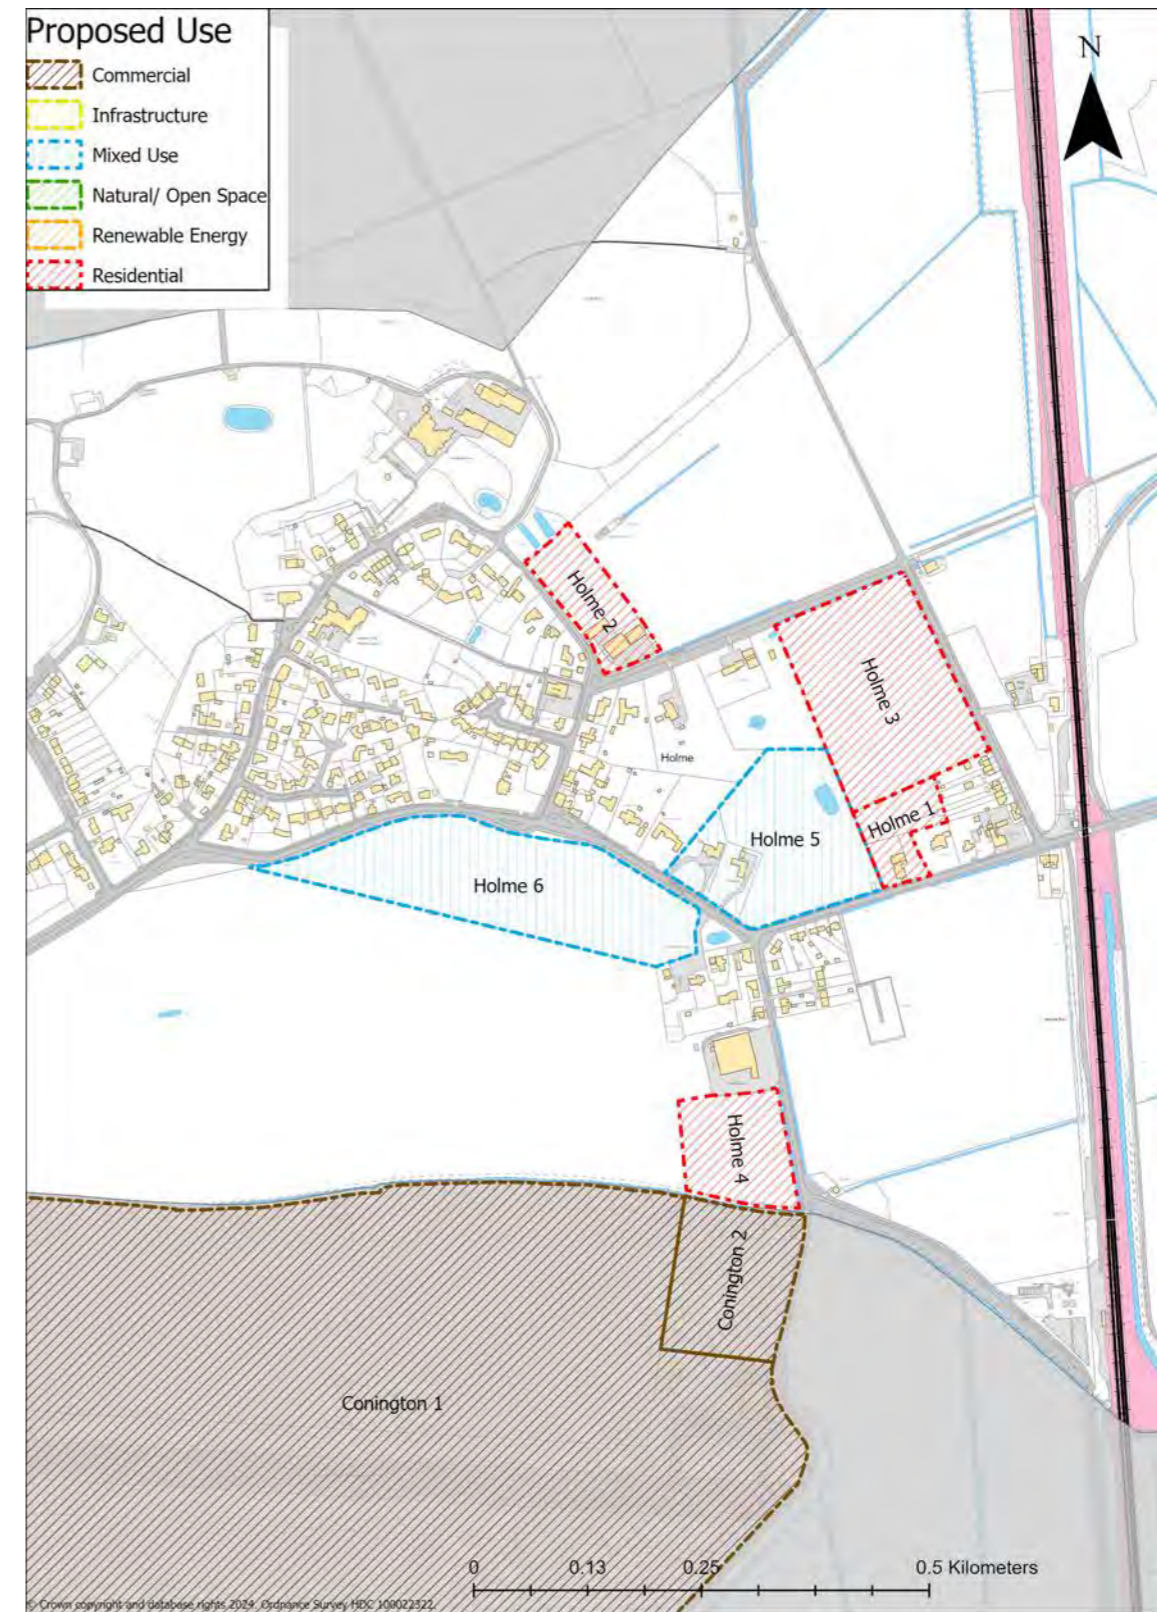 Proposed Use
Commercial
Infrastructure
Mixed Use
Natural/ Open Space
Renewable Energy
Residential
N
Holme 2
Holme 3
Holme
Holme 1
Holme 5
Holme 6
Holme 4
Conington 2
Conington 1
0 0.13 0.25 0.5 Kilometers
© Crown copyright and database rights 2024. Ordnance Survey HDC 100022322.